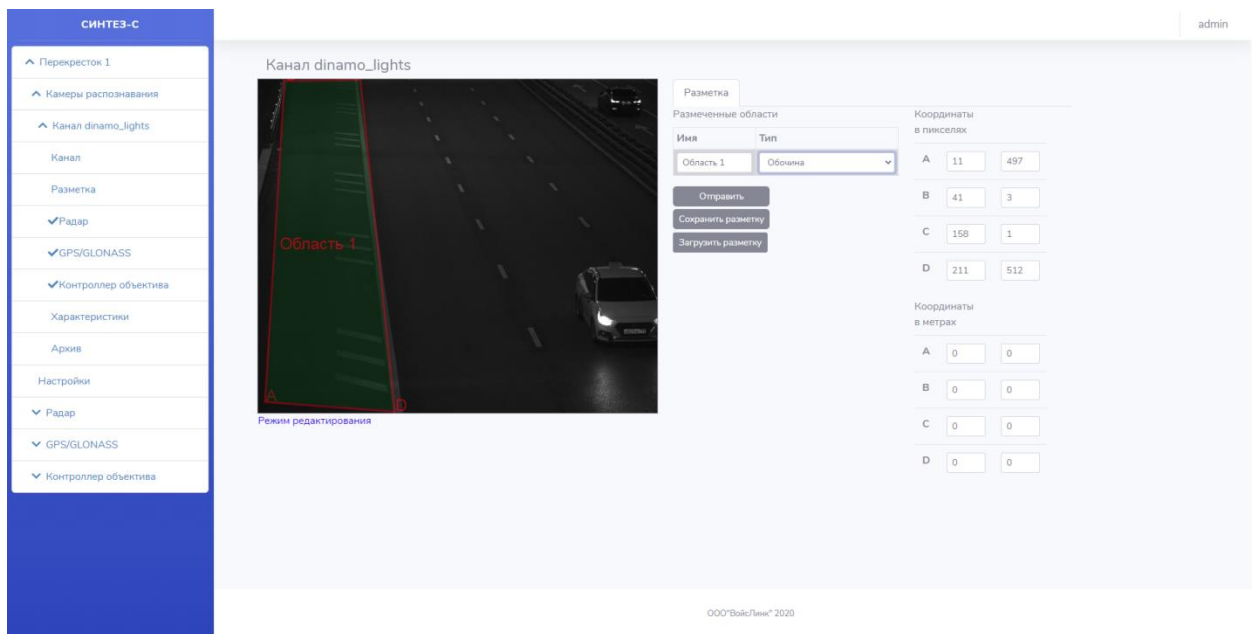 СИНТЕЗ-С
admin
Перекресток 1
Камеры распознавания
Канал dinamo_lights
Канал
Разметка
Радар
GPS/GLONASS
Контроллер объектива
Характеристики
Архив
Настройки
Радар
GPS/GLONASS
Контроллер объектива
Канал dinamo_lights
Область 1
A
D
Режим редактирования
Разметка
Размеченные области
Имя Тип
Область 1 Обочина
Отправить
Сохранить разметку
Загрузить разметку
Координаты
в пикселях
A 11 497
B 41 3
C 158 1
D 211 512
Координаты
в метрах
A 0 0
B 0 0
C 0 0
D 0 0
ООО"ВойсЛинк" 2020